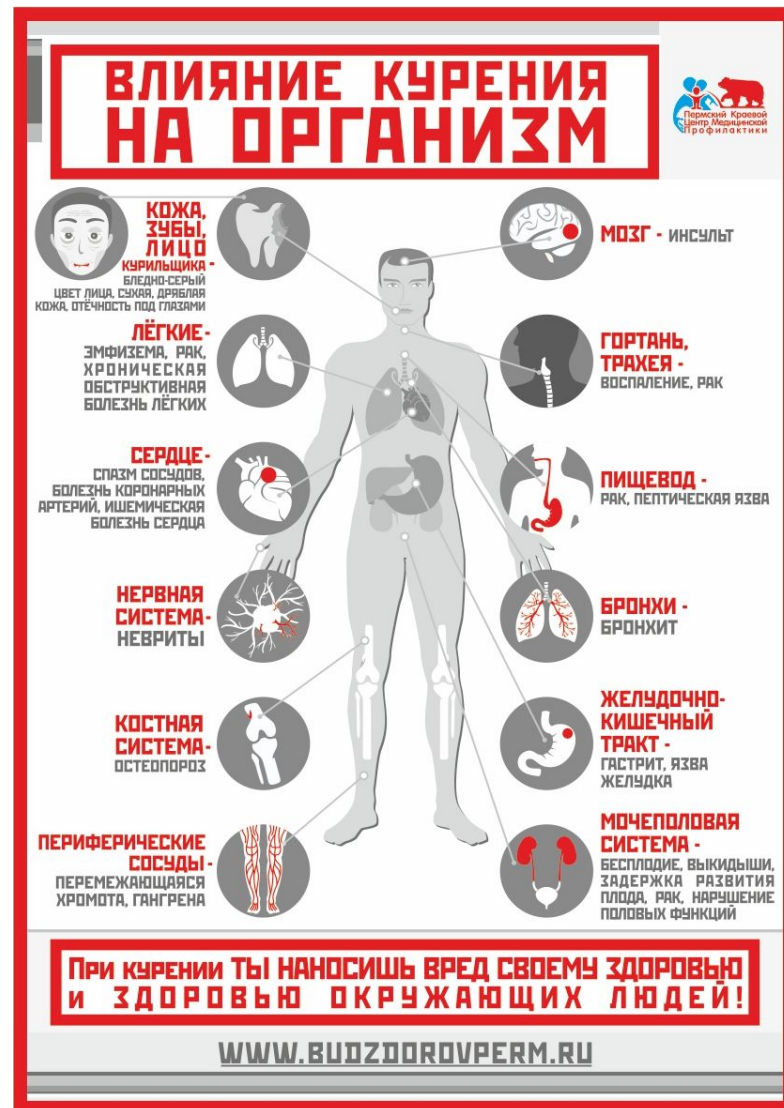 ВЛИЯНИЕ КУРЕНИЯ
НА ОРГАНИЗМ
Пермский Краевой
Центр Медицинской
Профилактики
КОЖА,
ЗУБЫ,
ЛИЦО
КУРИЛЬЩИКА -
БЛЕДНО-СЕРЫЙ
ЦВЕТ ЛИЦА, СУХАЯ, ДРЯБЛАЯ
КОЖА, ОТЁЧНОСТЬ ПОД ГЛАЗАМИ
МОЗГ - ИНСУЛЬТ
ЛЁГКИЕ-
ЭМФИЗЕМА, РАК,
ХРОНИЧЕСКАЯ
ОБСТРУКТИВНАЯ
БОЛЕЗНЬ ЛЁГКИХ
ГОРТАНЬ,
ТРАХЕЯ -
ВОСПАЛЕНИЕ, РАК
СЕРДЦЕ-
СПАЗМ СОСУДОВ,
БОЛЕЗНЬ КОРОНАРНЫХ
АРТЕРИЙ, ИШЕМИЧЕСКАЯ
БОЛЕЗНЬ СЕРДЦА
ПИЩЕВОД -
РАК, ПЕПТИЧЕСКАЯ ЯЗВА
НЕРВНАЯ
СИСТЕМА-
НЕВРИТЫ
БРОНХИ -
БРОНХИТ
КОСТНАЯ
СИСТЕМА-
ОСТЕОПОРОЗ
ЖЕЛУДОЧНО-
КИШЕЧНЫЙ
ТРАКТ -
ГАСТРИТ, ЯЗВА
ЖЕЛУДКА
ПЕРИФЕРИЧЕСКИЕ
СОСУДЫ-
ПЕРЕМЕЖАЮЩАЯСЯ
ХРОМОТА, ГАНГРЕНА
МОЧЕПОЛОВАЯ
СИСТЕМА -
БЕСПЛОДИЕ, ВЫКИДЫШИ,
ЗАДЕРЖКА РАЗВИТИЯ
ПЛОДА, РАК, НАРУШЕНИЕ
ПОЛОВЫХ ФУНКЦИЙ
При курении ТЫ НАНОСИШЬ ВРЕД СВОЕМУ ЗДОРОВЬЮ
и ЗДОРОВЬЮ ОКРУЖАЮЩИХ ЛЮДЕЙ!
WWW.BUDZDOROVPERM.RU